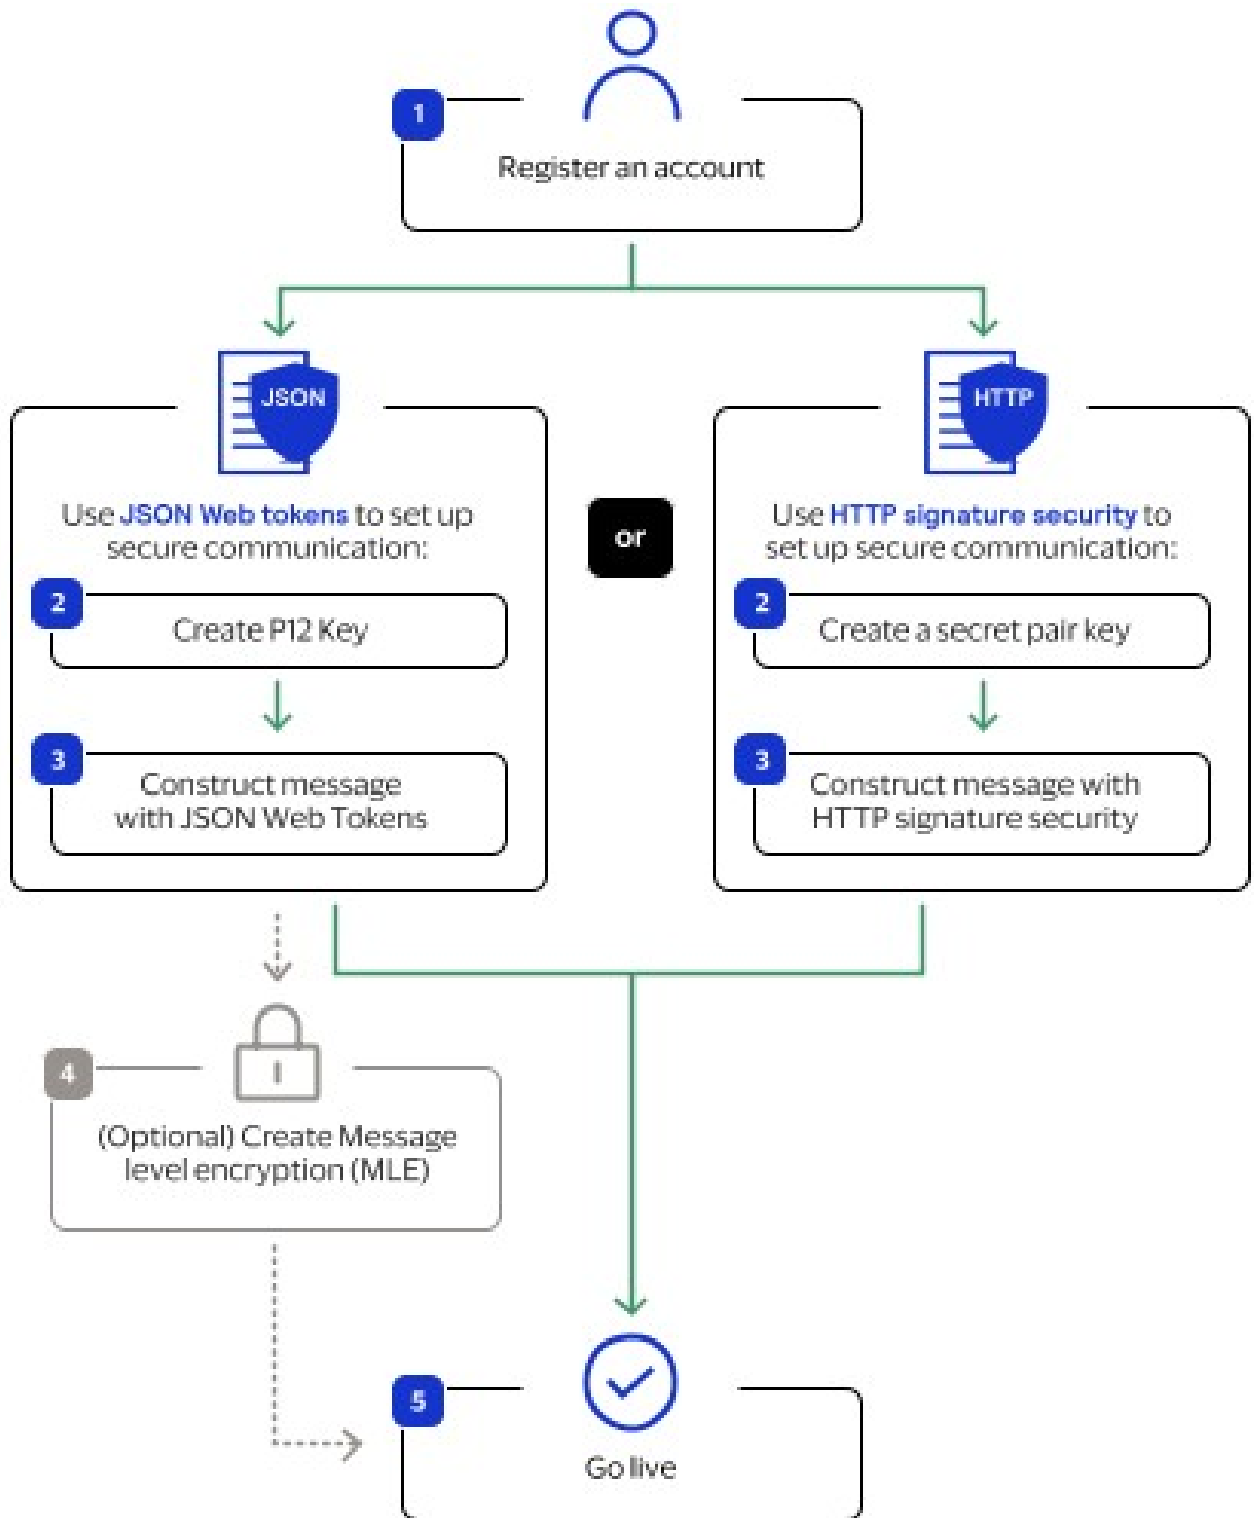 1
Register an account
JSON
Use JSON Web tokens to set up
secure communication:
2
Create P12 Key
3
Construct message
with JSON Web Tokens
or
HTTP
Use HTTP signature security to
set up secure communication:
2
Create a secret pair key
3
Construct message with
HTTP signature security
4
(Optional) Create Message
level encryption (MLE)
5
Go live